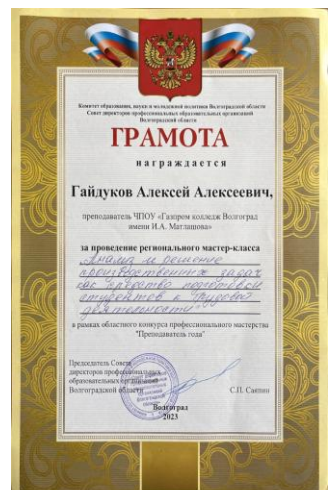 Комитет образования, науки и молодежной политики Волгоградской области
Совет директоров профессиональных образовательных организаций
Волгоградской области
ГРАМОТА
награждается
Гайдуков Алексей Алексеевич,
преподаватель ЧПОУ «Газпром колледж Волгоград
имени И.А. Матлашова»
за проведение регионального мастер-класса
„Анализ и решение
производственных задач
как средство подготовки
студентов к трудовой
деятельности"
в рамках областного конкурса профессионального мастерства
"Преподаватель года"
Председатель Совета
директоров профессиональных
образовательных организаций
Волгоградской области
С.П. Саяпин
Волгоград
2023